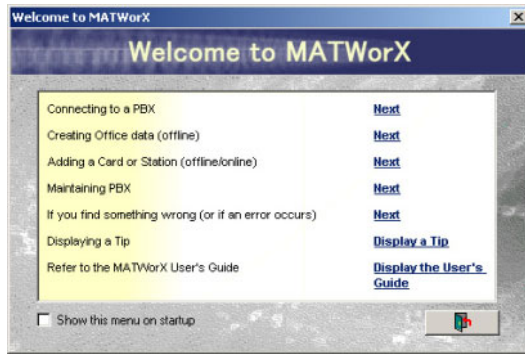 Welcome to MATWorX
Welcome to MATWorX
Connecting to a PBX Next
Creating Office data (offline) Next
Adding a Card or Station (offline/online) Next
Maintaining PBX Next
If you find something wrong (or if an error occurs) Next
Displaying a Tip Display a Tip
Refer to the MATWorX User's Guide Display the User's
Guide
Show this menu on startup